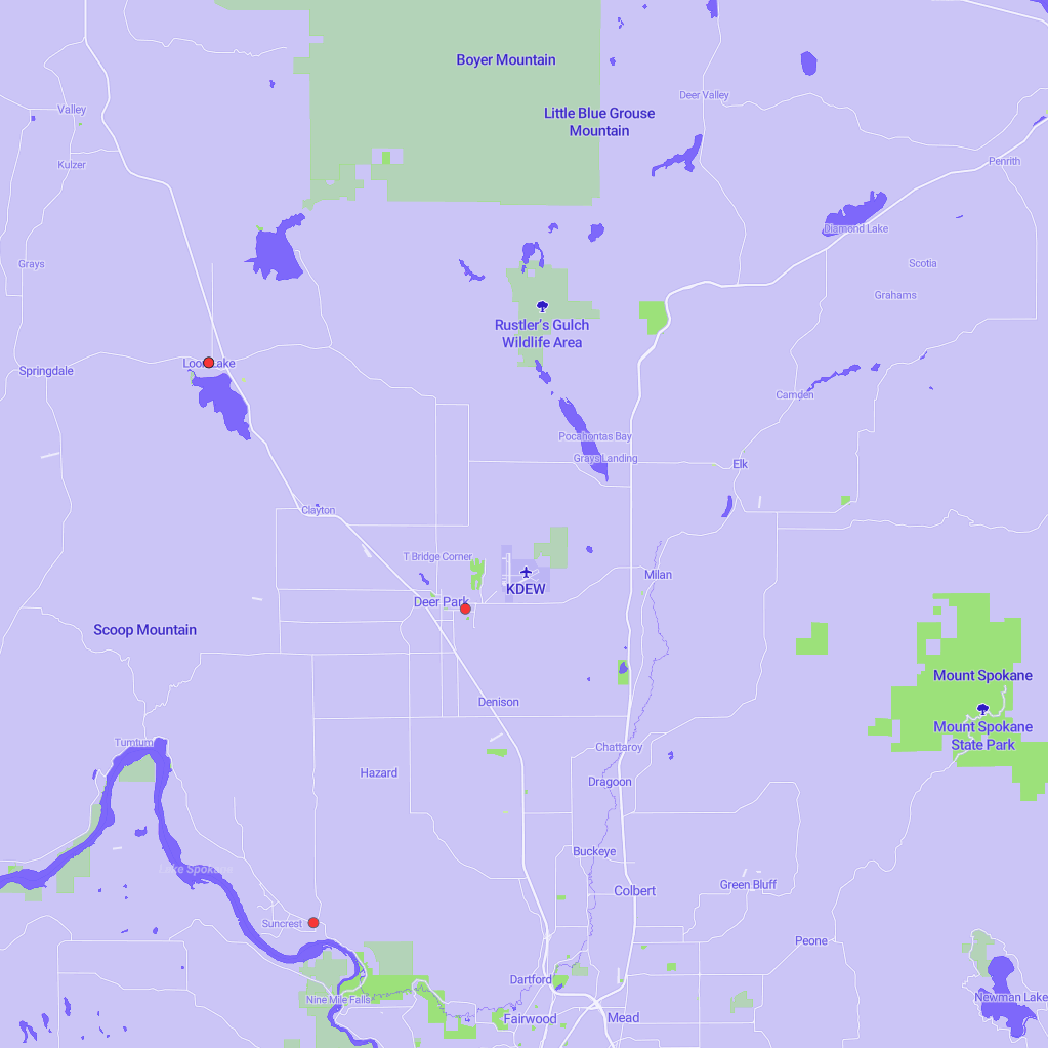 Boyer Mountain
Deer Valley
Valley
Little Blue Grouse
Mountain
Kulzer
Penrith
Diamond Lake
Grays
Scotia
Grahams
Rustler's Gulch
Wildlife Area
Loon Lake
Springdale
Camden
Pocahontas Bay
Grays Landing
Elk
Clayton
T Bridge Corner
Milan
KDEW
Deer Park
Scoop Mountain
Mount Spokane
Denison
Mount Spokane
State Park
Tumtum
Chattaroy
Hazard
Dragoon
Buckeye
Lake Spokane
Green Bluff
Colbert
Suncrest
Peone
Dartford
Nine Mile Falls
Newman Lake
Fairwood
Mead